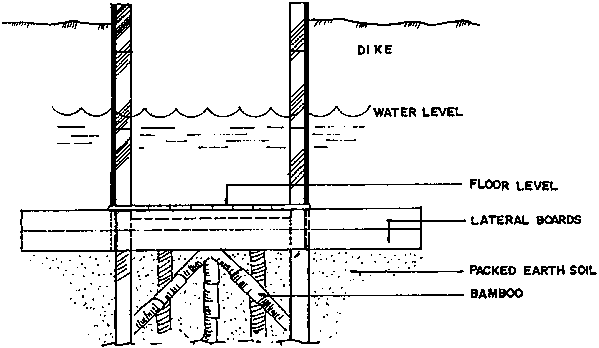 DIKE
WATER LEVEL
FLOOR LEVEL
LATERAL BOARDS
PACKED EARTH SOIL
BAMBOO